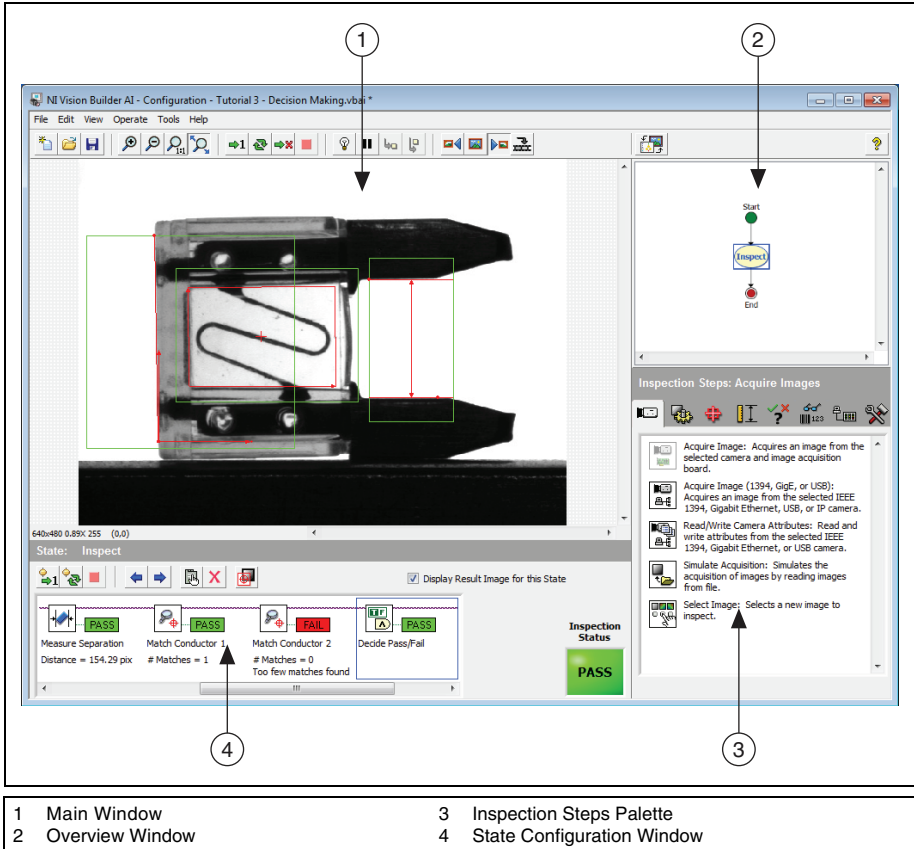 1
2
NI Vision Builder AI - Configuration - Tutorial 3 - Decision Making.vbai *
File Edit View Operate Tools Help
1:1
1
?
Start
Inspect
End
Inspection Steps: Acquire Images
123
Acquire Image: Acquires an image from the
selected camera and image acquisition
board.
Acquire Image (1394, GigE, or USB):
Acquires an image from the selected IEEE
1394, Gigabit Ethernet, USB, or IP camera.
Read/Write Camera Attributes: Read and
write attributes from the selected IEEE
1394, Gigabit Ethernet, or USB camera.
Simulate Acquisition: Simulates the
acquisition of images by reading images
from file.
Select Image: Selects a new image to
inspect.
640x480 0.89X 255 (0,0)
State: Inspect
1
Display Result Image for this State
PASS
PASS
FAIL
PASS
Measure Separation
Match Conductor 1
Match Conductor 2
Decide Pass/Fail
Distance = 154.29 pix
# Matches = 1
# Matches = 0
Too few matches found
Inspection
Status
PASS
4
3
1 Main Window
2 Overview Window
3 Inspection Steps Palette
4 State Configuration Window